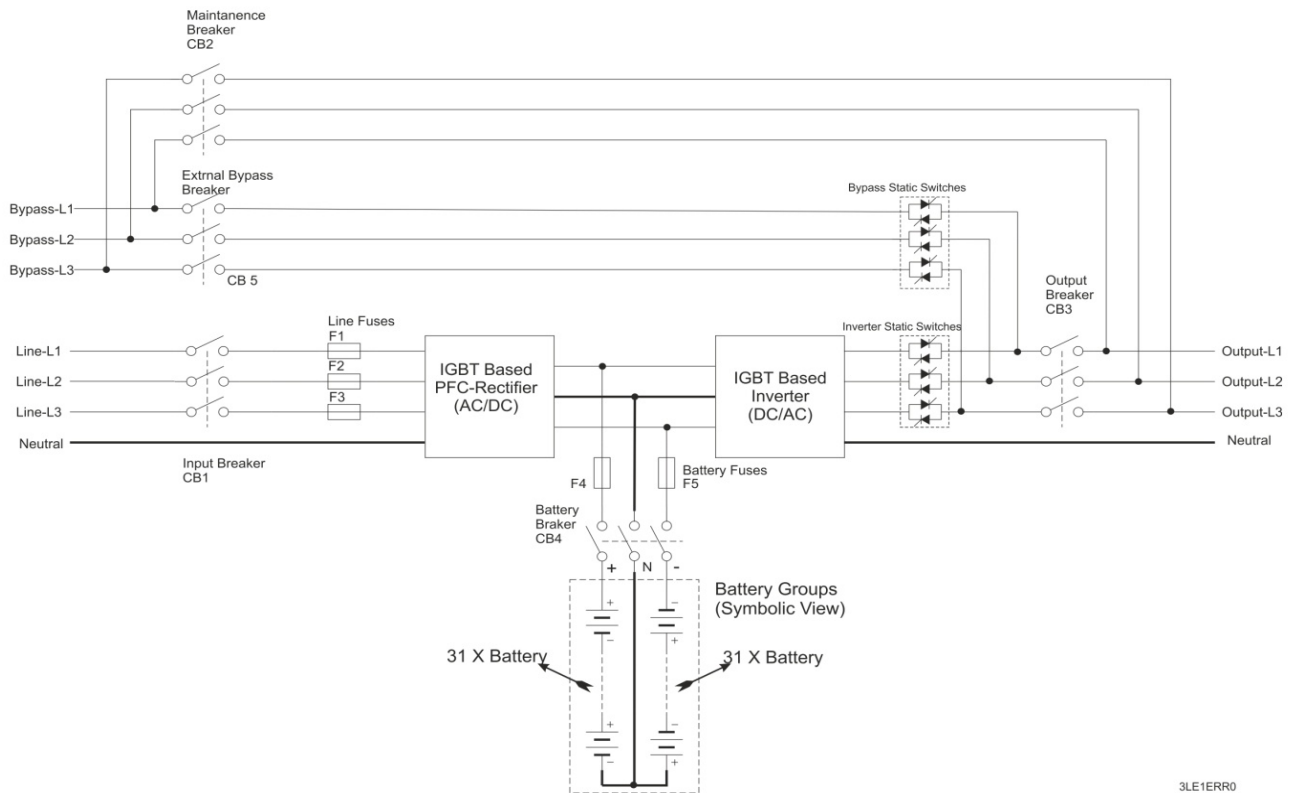 Maintanence
Breaker
CB2
Extrnal Bypass
Breaker
Bypass-L1
Bypass-L2
Bypass-L3
CB 5
Bypass Static Switches
Output
Breaker
CB3
Line Fuses
F1
F2
F3
Line-L1
Line-L2
Line-L3
Neutral
Input Breaker
CB1
IGBT Based
PFC-Rectifier
(AC/DC)
IGBT Based
Inverter
(DC/AC)
Inverter Static Switches
Output-L1
Output-L2
Output-L3
Neutral
F4
Battery Fuses
F5
Battery
Braker
CB4
+
N
-
Battery Groups
(Symbolic View)
+
-
-
+
31 X Battery
31 X Battery
+
-
-
+
3LE1ERR0